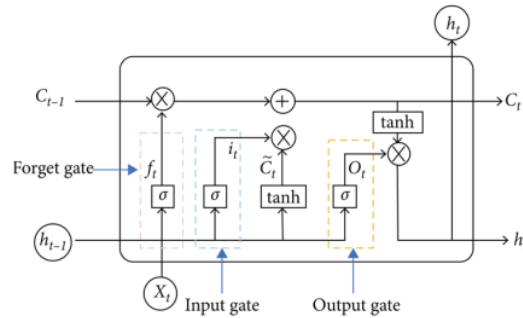 h_t
C_{t-1}
C_t
tanh
i_t
C̃_t
O_t
Forget gate
f_t
σ
σ
tanh
σ
h_{t-1}
h
X_t
Input gate
Output gate